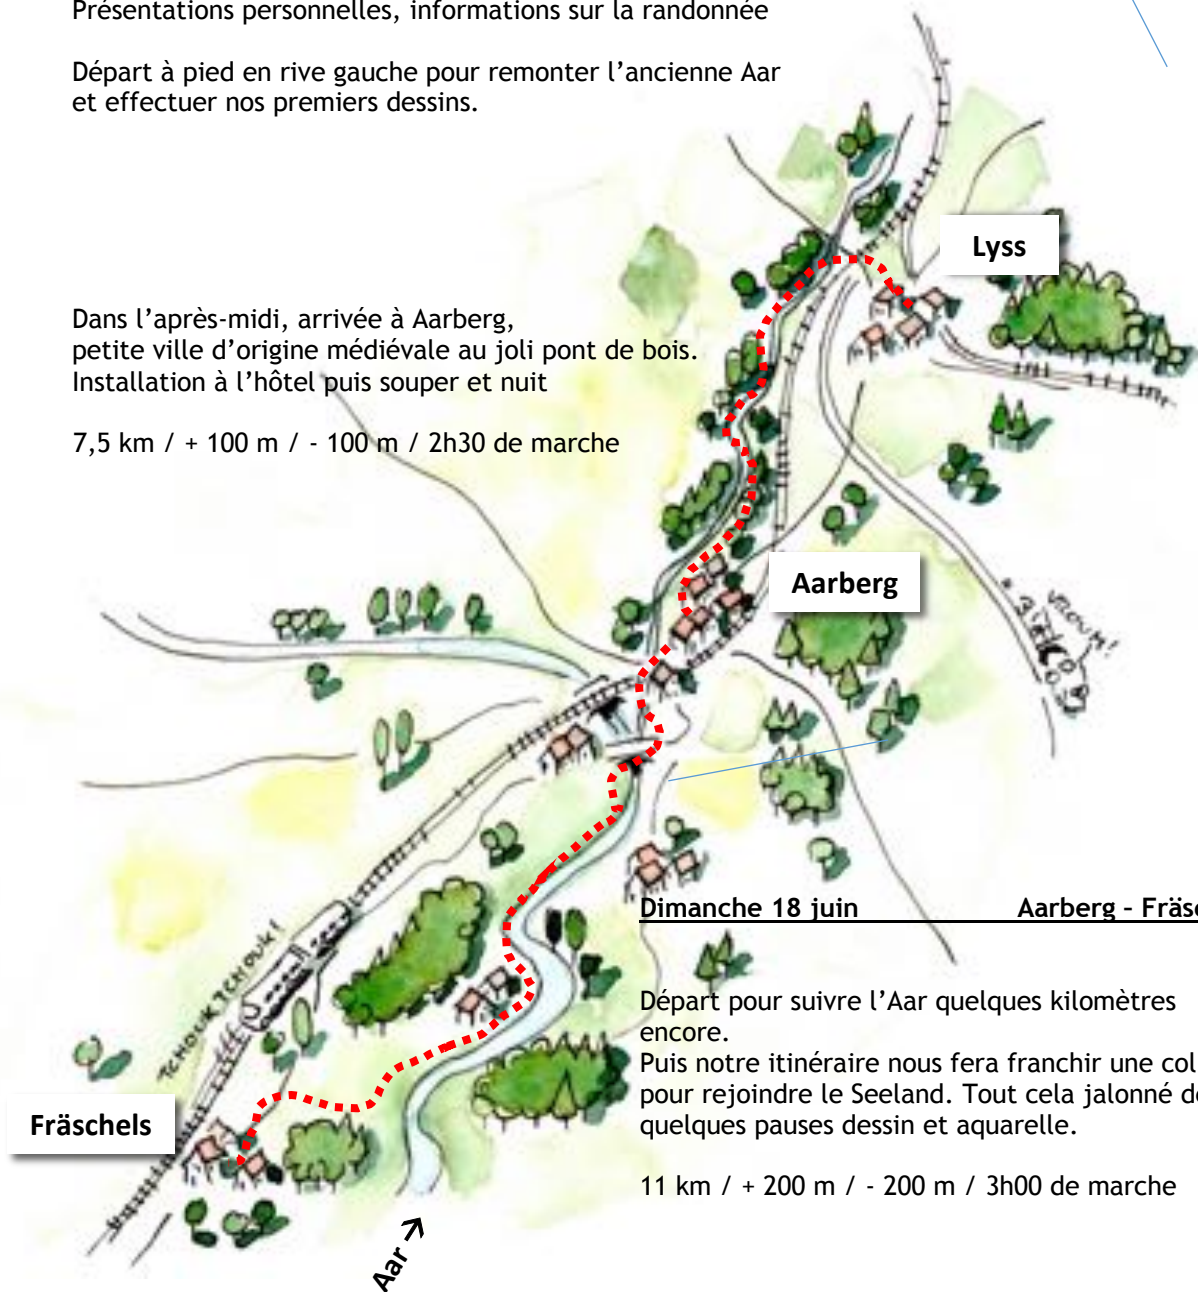 Présentations personnelles, informations sur la randonnée
Départ à pied en rive gauche pour remonter l'ancienne Aar
et effectuer nos premiers dessins.
Lyss
Dans l'après-midi, arrivée à Aarberg,
petite ville d'origine médiévale au joli pont de bois.
Installation à l'hôtel puis souper et nuit
7,5 km / + 100 m / - 100 m / 2h30 de marche
Aarberg
VROUM!
Dimanche 18 juin Aarberg - Fräsc
TCHOUK TCHOUK!
Départ pour suivre l'Aar quelques kilomètres
encore.
Puis notre itinéraire nous fera franchir une col
pour rejoindre le Seeland. Tout cela jalonné de
quelques pauses dessin et aquarelle.
Fräschels
11 km / + 200 m / - 200 m / 3h00 de marche
Aar →